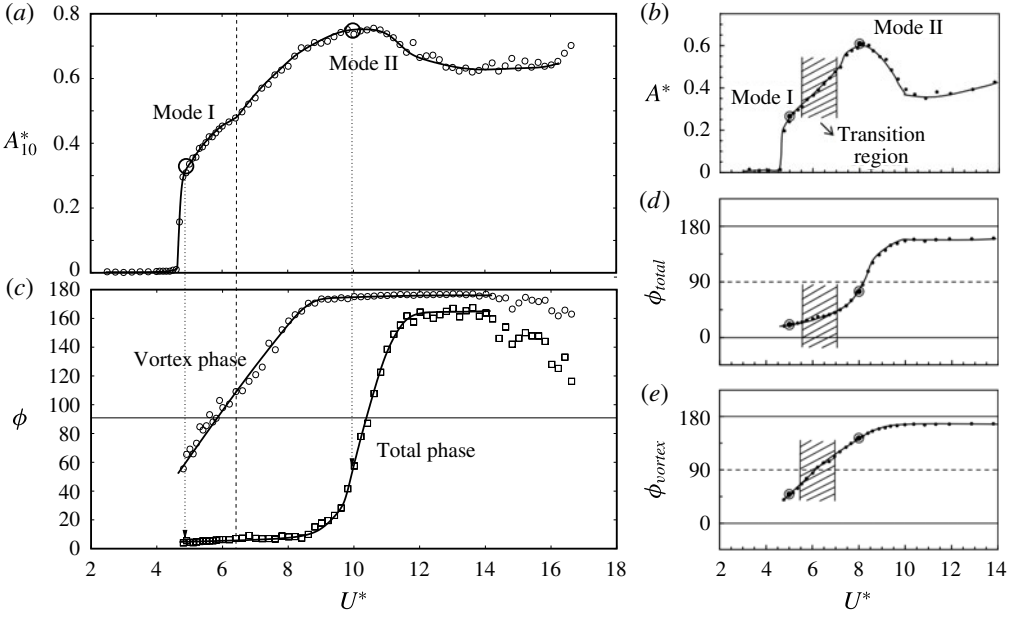 (a)
0.8
0.6
0.4
0.2
0
A*10
Mode I
Mode II
(b)
0.8
0.6
0.4
0.2
0
A*
Mode I
Mode II
Transition
region
(c)
180
160
140
120
100
80
60
40
20
0
ϕ
Vortex phase
Total phase
2 4 6 8 10 12 14 16 18
U*
(d)
180
90
0
ϕtotal
(e)
180
90
0
ϕvortex
2 4 6 8 10 12 14
U*